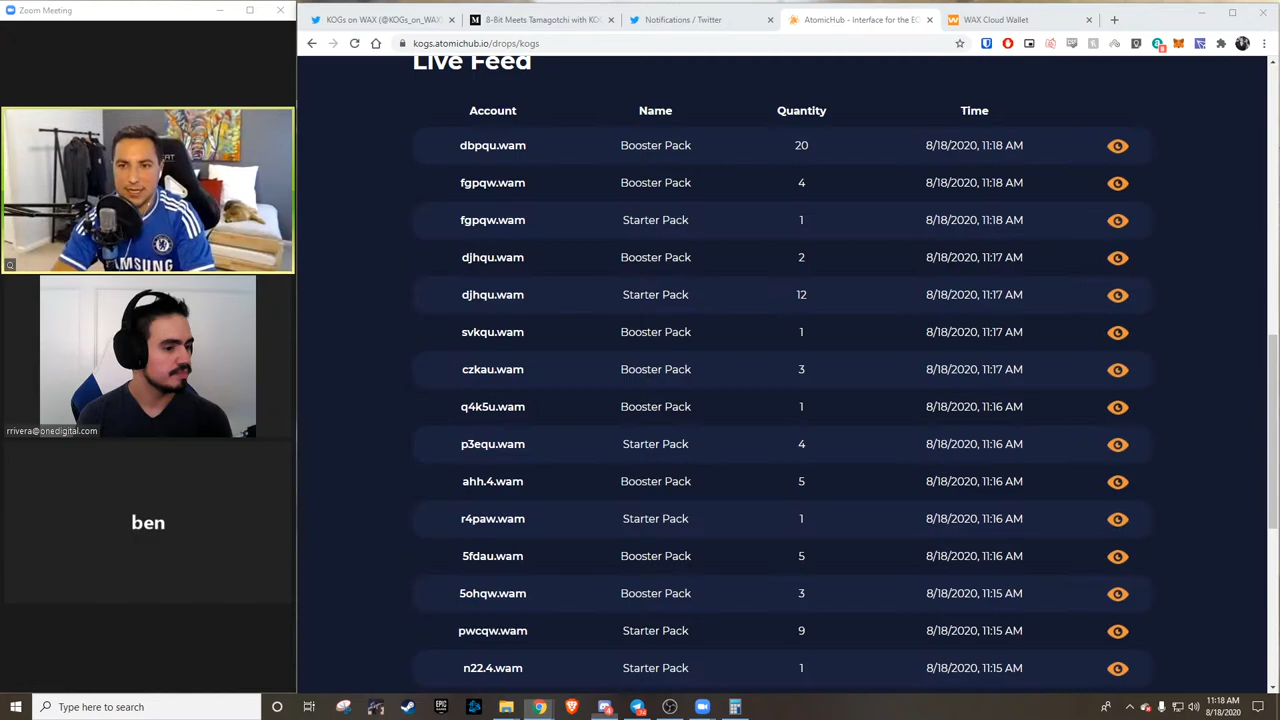 Zoom Meeting
KOGs on WAX (@KOGs_on_WAX
8-Bit Meets Tamagotchi with KO
Notifications / Twitter
AtomicHub - Interface for the EO
WAX Cloud Wallet
kogs.atomichub.io/drops/kogs
Live Feed
Account Name Quantity Time
dbpqu.wam Booster Pack 20 8/18/2020, 11:18 AM
fgpqw.wam Booster Pack 4 8/18/2020, 11:18 AM
fgpqw.wam Starter Pack 1 8/18/2020, 11:18 AM
djhqu.wam Booster Pack 2 8/18/2020, 11:17 AM
djhqu.wam Starter Pack 12 8/18/2020, 11:17 AM
svkqu.wam Booster Pack 1 8/18/2020, 11:17 AM
czkau.wam Booster Pack 3 8/18/2020, 11:17 AM
q4k5u.wam Booster Pack 1 8/18/2020, 11:16 AM
p3equ.wam Starter Pack 4 8/18/2020, 11:16 AM
ahh.4.wam Booster Pack 5 8/18/2020, 11:16 AM
r4paw.wam Starter Pack 1 8/18/2020, 11:16 AM
5fdau.wam Booster Pack 5 8/18/2020, 11:16 AM
5ohqw.wam Booster Pack 3 8/18/2020, 11:15 AM
pwcqw.wam Starter Pack 9 8/18/2020, 11:15 AM
n22.4.wam Starter Pack 1 8/18/2020, 11:15 AM
SAMSUNG
rrivera@onedigital.com
ben
Type here to search
EPIC
11:18 AM
8/18/2020